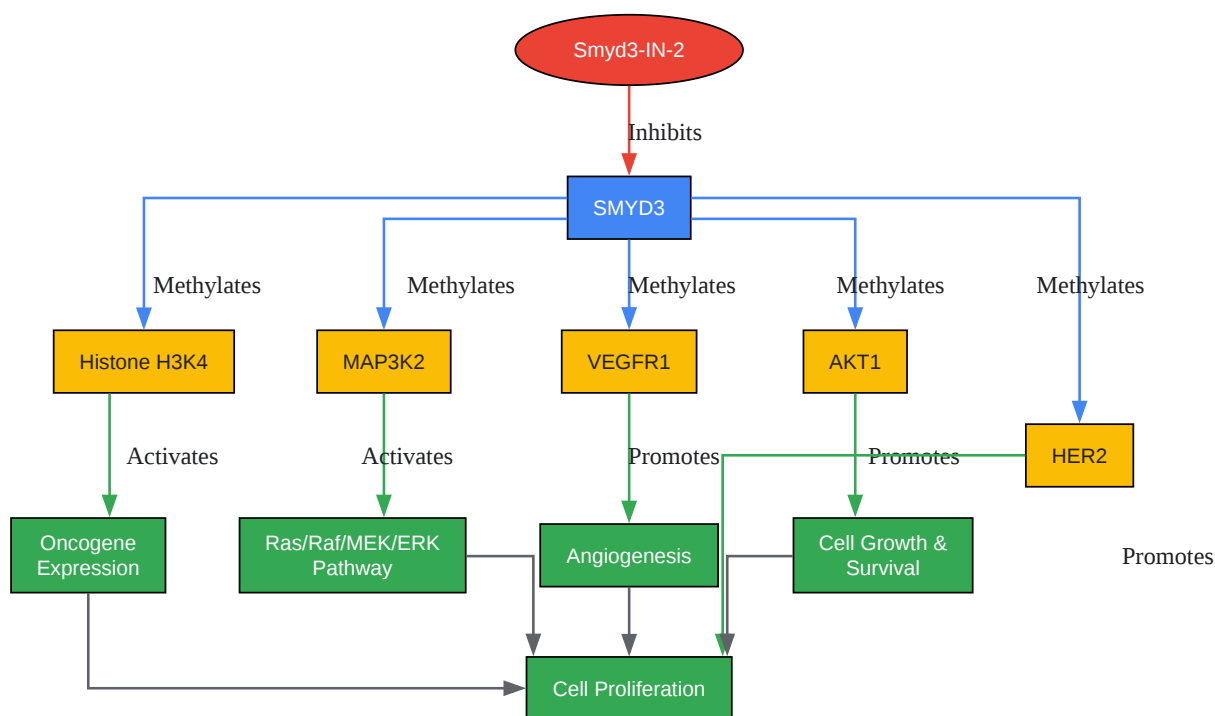 Smyd3-IN-2
Inhibits
SMYD3
Methylates
Methylates
Methylates
Methylates
Methylates
Histone H3K4
MAP3K2
VEGFR1
AKT1
HER2
Activates
Activates
Promotes
Promotes
Oncogene
Expression
Ras/Raf/MEK/ERK
Pathway
Angiogenesis
Cell Growth &
Survival
Promotes
Cell Proliferation